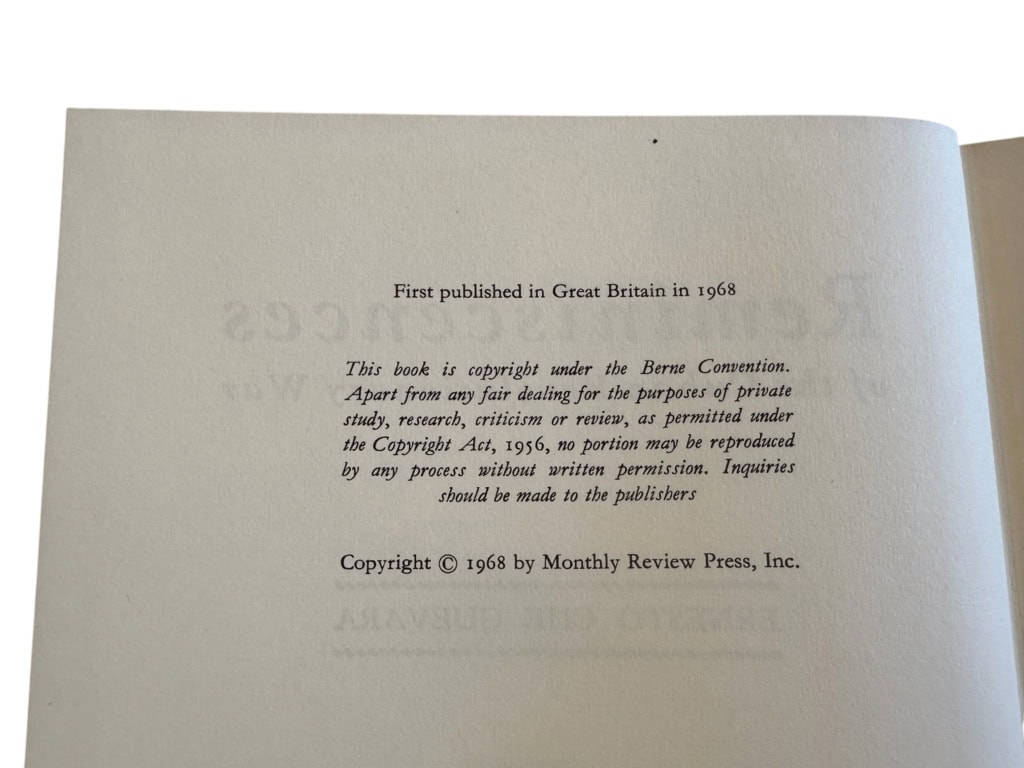 First published in Great Britain in 1968
This book is copyright under the Berne Convention.
Apart from any fair dealing for the purposes of private
study, research, criticism or review, as permitted under
the Copyright Act, 1956, no portion may be reproduced
by any process without written permission. Inquiries
should be made to the publishers
Copyright © 1968 by Monthly Review Press, Inc.